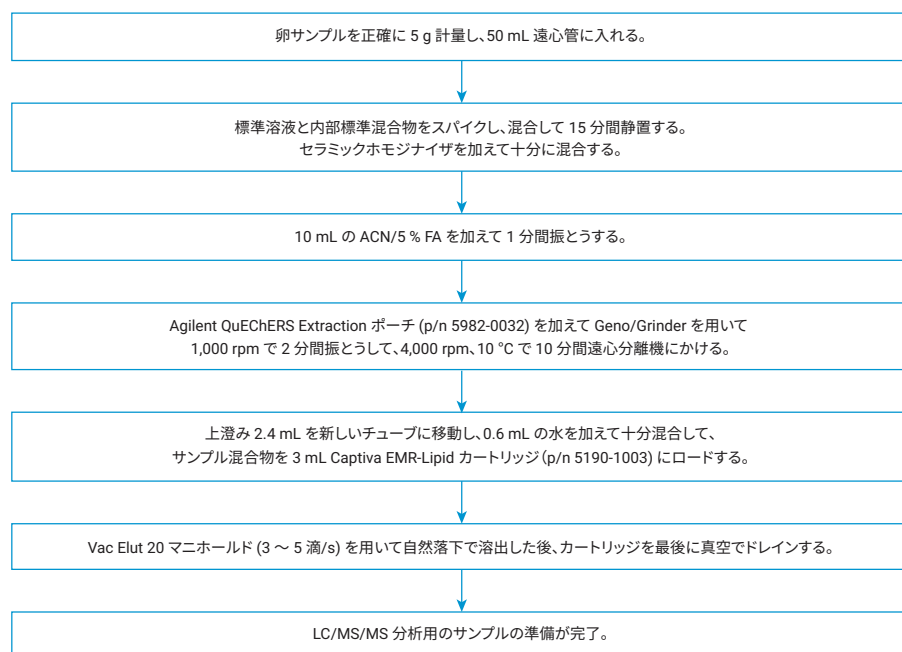 卵サンプルを正確に 5 g 計量し、50 mL 遠心管に入れる。
標準溶液と内部標準混合物をスパイクし、混合して 15 分間静置する。
セラミックホモジナイザを加えて十分に混合する。
10 mL の ACN/5 % FA を加えて 1 分間振とうする。
Agilent QuEChERS Extraction ポーチ (p/n 5982-0032) を加えて Geno/Grinder を用いて
1,000 rpm で 2 分間振とうして、4,000 rpm、10 °C で 10 分間遠心分離機にかける。
上澄み 2.4 mL を新しいチューブに移動し、0.6 mL の水を加えて十分混合して、
サンプル混合物を 3 mL Captiva EMR-Lipid カートリッジ (p/n 5190-1003) にロードする。
Vac Elut 20 マニホールド (3 ～ 5 滴/s) を用いて自然落下で溶出した後、カートリッジを最後に真空でドレインする。
LC/MS/MS 分析用のサンプルの準備が完了。